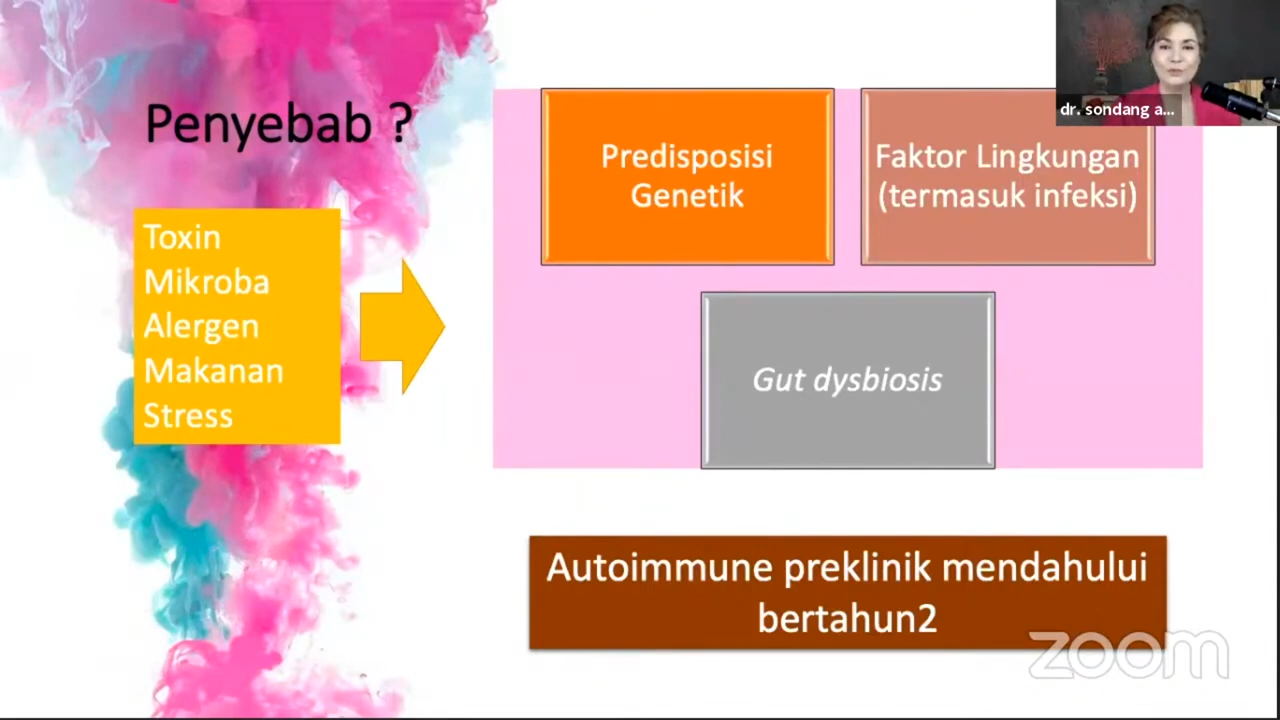 Penyebab ?
Toxin
Mikroba
Alergen
Makanan
Stress
Predisposisi
Genetik
Faktor Lingkungan
(termasuk infeksi)
Gut dysbiosis
Autoimmune preklinik mendahului
bertahun2
dr. sondang a...
zoom